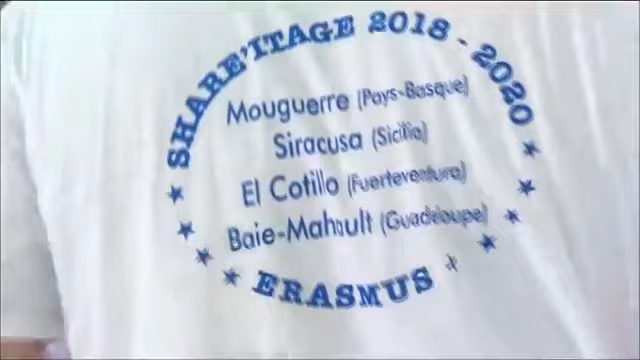 SHARE'ITAGE 2018 - 2020
Mouguerre (Pays-Basque)
Siracusa (Sicilia)
El Cotillo (Fuerteventura)
Baie-Mahault (Guadeloupe)
ERASMUS